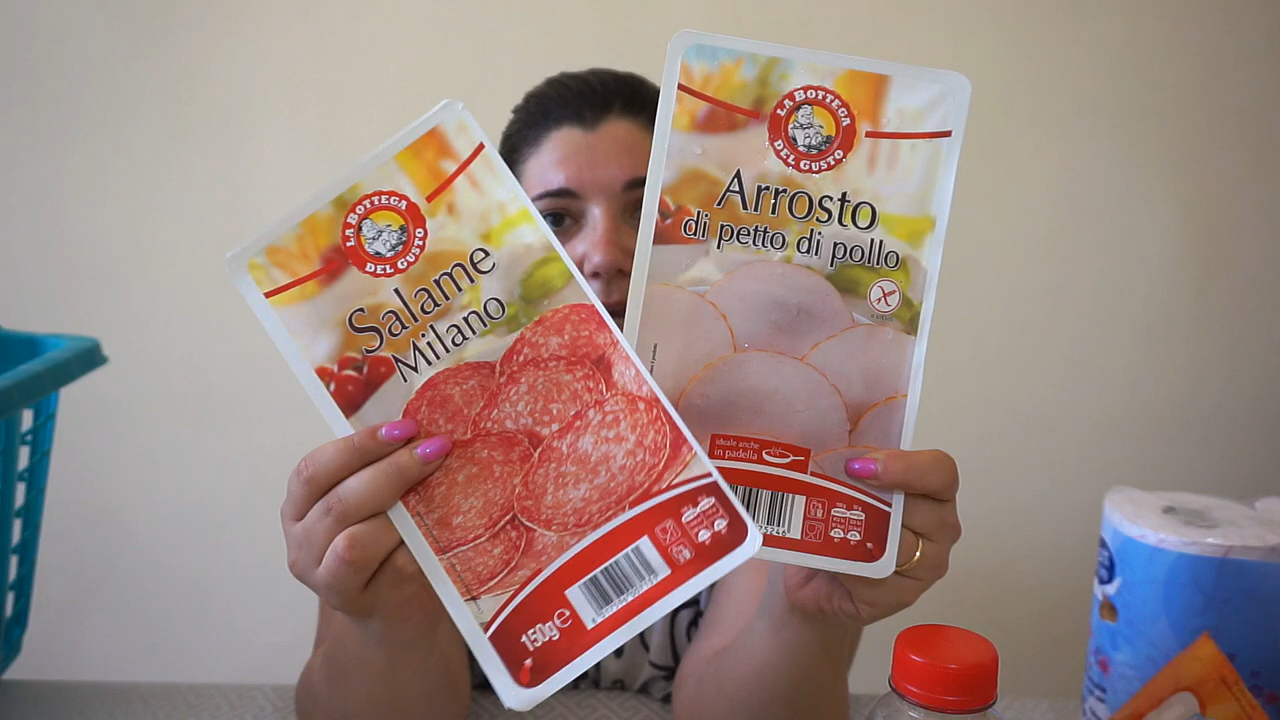 LA BOTTEGA
DEL GUSTO
Salame
Milano
150g e
LA BOTTEGA
DEL GUSTO
Arrosto
di petto di pollo
ideale anche
in padella